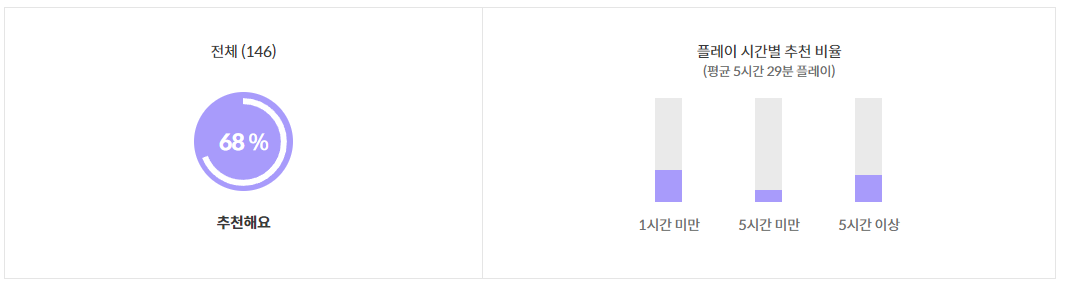 전체 (146)
68 %
추천해요
플레이 시간별 추천 비율
(평균 5시간 29분 플레이)
1시간 미만
5시간 미만
5시간 이상